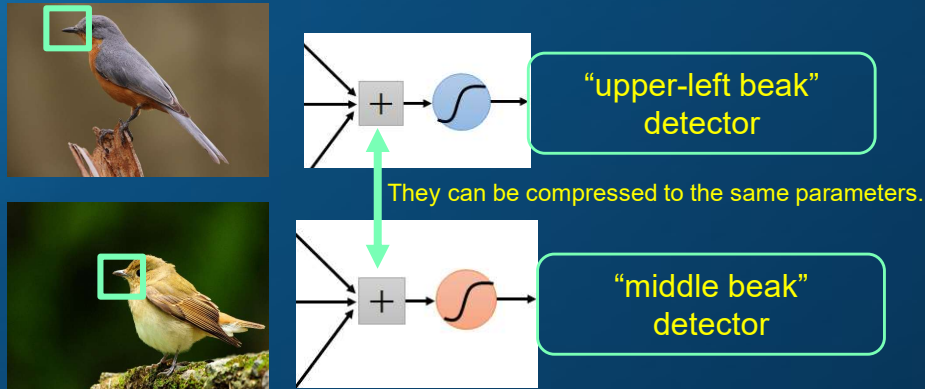 “upper-left beak”
detector
+
They can be compressed to the same parameters.
+
“middle beak”
detector